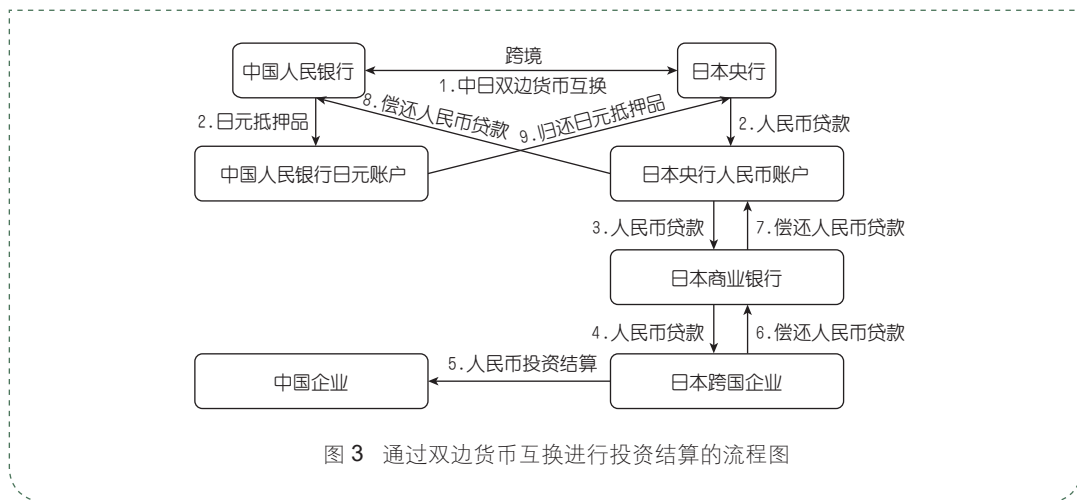 跨境
中国人民银行
日本央行
1.中日双边货币互换
2.日元抵押品
8.偿还人民币贷款
9.归还日元抵押品
2.人民币贷款
中国人民银行日元账户
日本央行人民币账户
3.人民币贷款
7.偿还人民币贷款
日本商业银行
4.人民币贷款
6.偿还人民币贷款
中国企业
5.人民币投资结算
日本跨国企业
图 3 通过双边货币互换进行投资结算的流程图